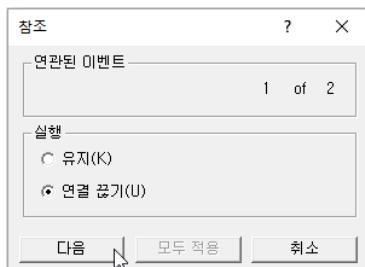 참조
연관된 이벤트
1 of 2
실행
유지(K)
연결 끊기(U)
다음 모두 적용 취소